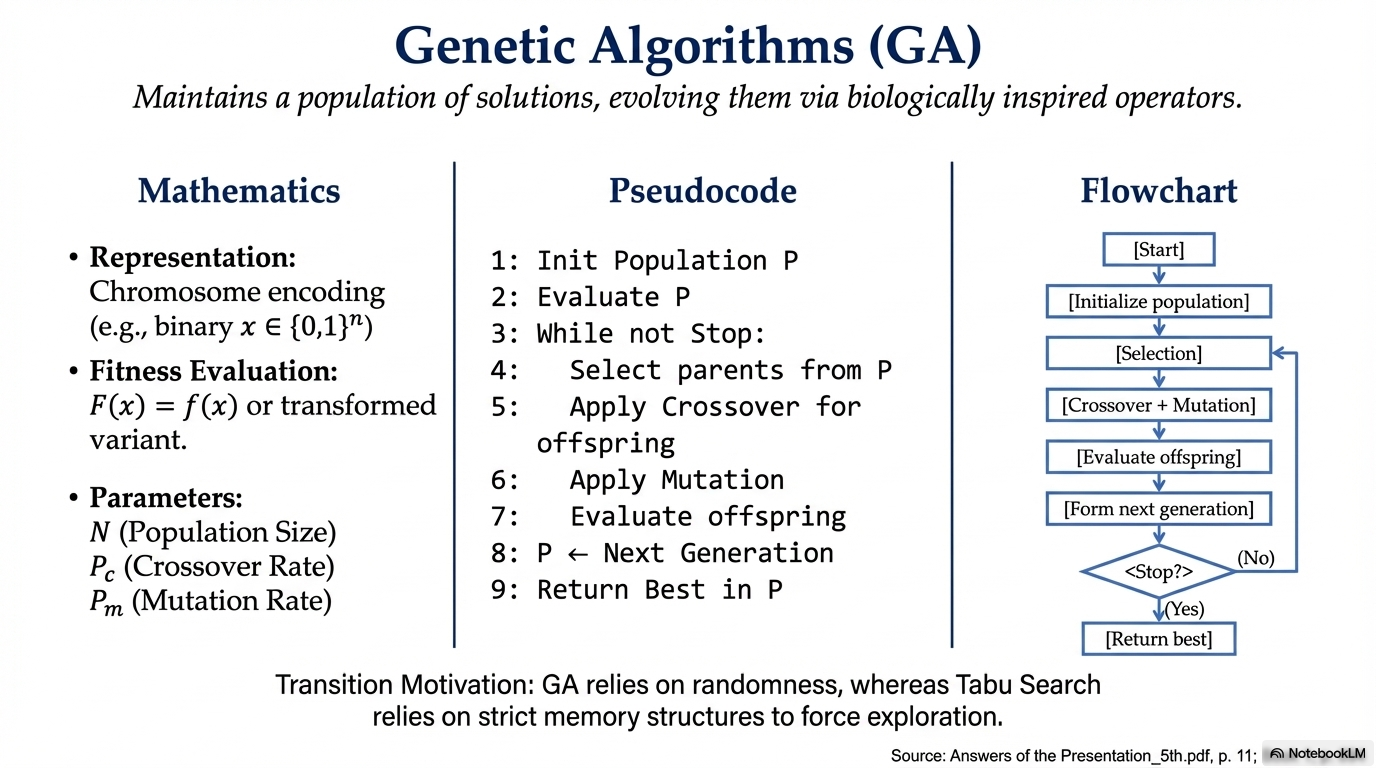 Genetic Algorithms (GA)
Maintains a population of solutions, evolving them via biologically inspired operators.
Mathematics
• Representation:
Chromosome encoding
(e.g., binary x ∈ {0,1}ⁿ)
• Fitness Evaluation:
F(x) = f(x) or transformed
variant.
• Parameters:
N (Population Size)
P_c (Crossover Rate)
P_m (Mutation Rate)
Pseudocode
1: Init Population P
2: Evaluate P
3: While not Stop:
4:   Select parents from P
5:   Apply Crossover for
offspring
6:   Apply Mutation
7:   Evaluate offspring
8: P ← Next Generation
9: Return Best in P
Flowchart
[Start]
[Initialize population]
[Selection]
[Crossover + Mutation]
[Evaluate offspring]
[Form next generation]
<Stop?>
(No)
(Yes)
[Return best]
Transition Motivation: GA relies on randomness, whereas Tabu Search
relies on strict memory structures to force exploration.
Source: Answers of the Presentation_5th.pdf, p. 11;
NotebookLM